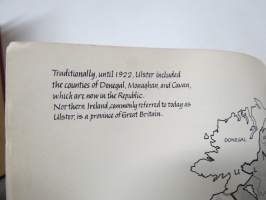 Traditionally, until 1922, Ulster included
the counties of Donegal, Monaghan, and Cavan,
which are now in the Republic.
Northern Ireland, commonly referred to today as
Ulster, is a province of Great Britain.
DONEGAL